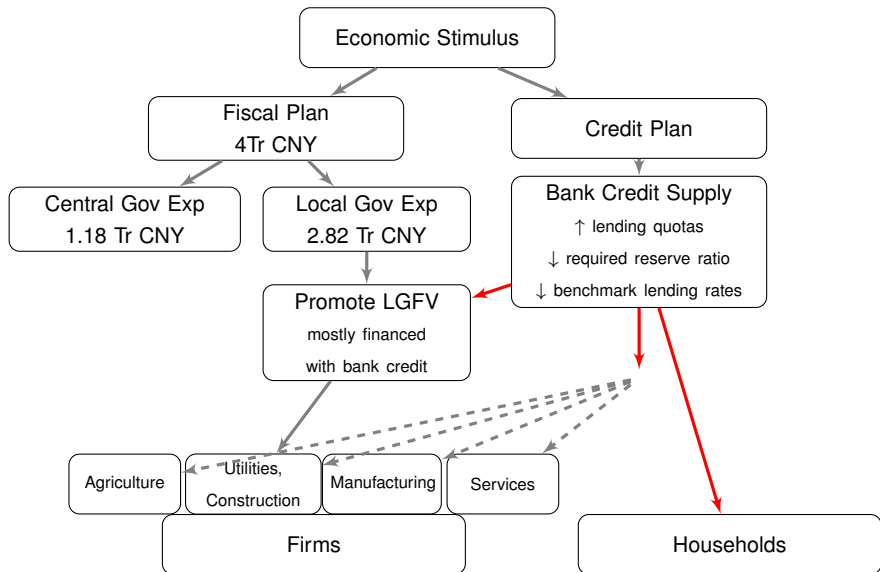 Economic Stimulus
Fiscal Plan
4Tr CNY
Credit Plan
Central Gov Exp
1.18 Tr CNY
Local Gov Exp
2.82 Tr CNY
Bank Credit Supply
↑ lending quotas
↓ required reserve ratio
↓ benchmark lending rates
Promote LGFV
mostly financed
with bank credit
Agriculture
Utilities,
Construction
Manufacturing
Services
Firms
Households